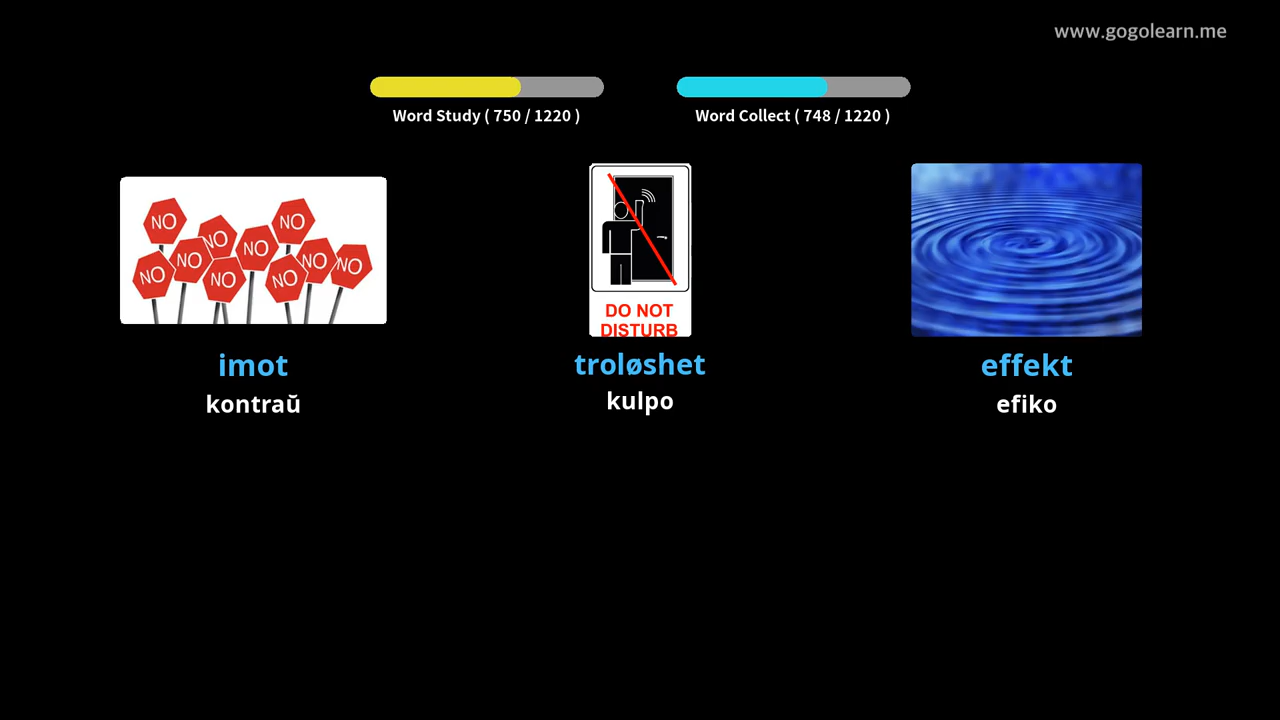 www.gogolearn.me
Word Study ( 750 / 1220 )
Word Collect ( 748 / 1220 )
NO
NO
NO
NO
NO
NO
NO
NO
NO
NO
DO NOT
DISTURB
imot
troløshet
effekt
kontraŭ
kulpo
efiko